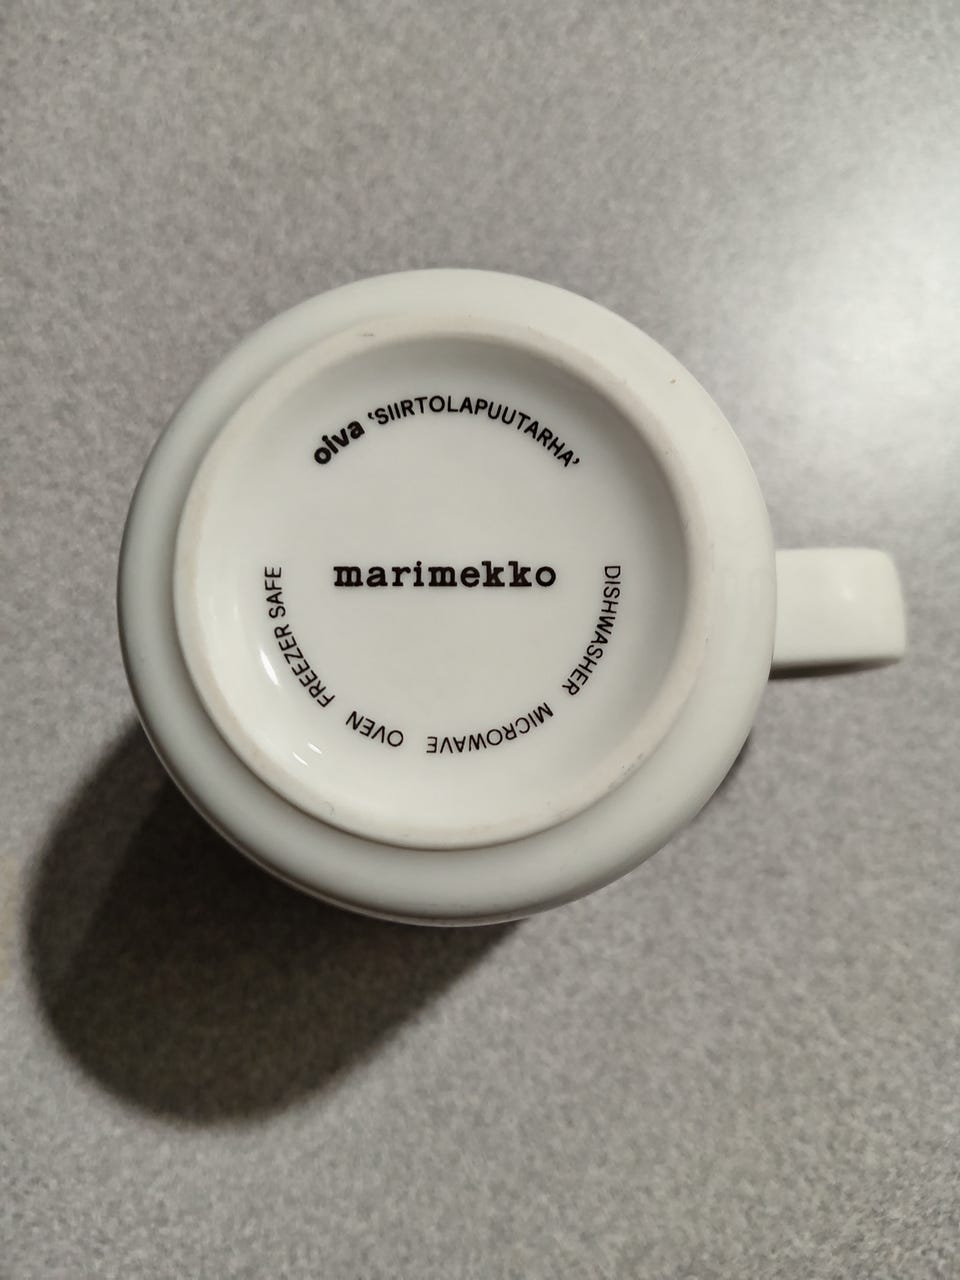 oiva ‘SIIRTOLAPUUTARHA’
marimekko
DISHWASHER MICROWAVE OVEN FREEZER SAFE